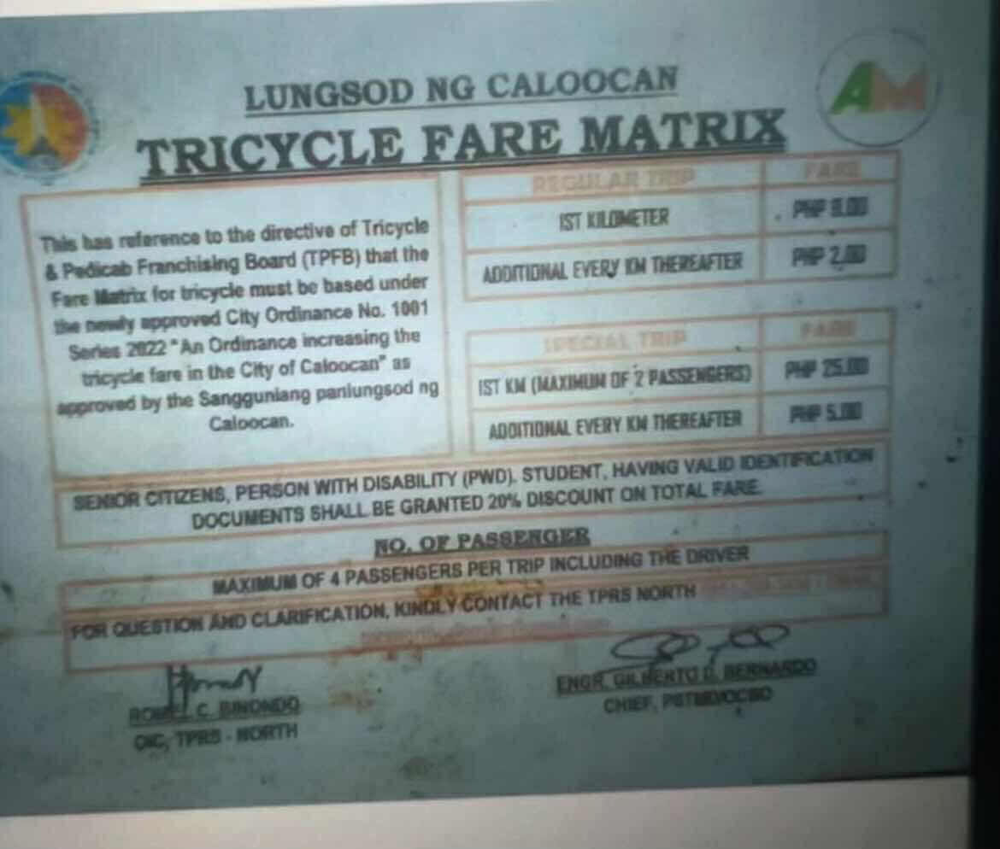 LUNGSOD NG CALOOCAN
AM
TRICYCLE FARE MATRIX
This has reference to the directive of Tricycle
& Pedicab Franchising Board (TPFB) that the
Fare Matrix for tricycle must be based under
the newly approved City Ordinance No. 1001
Series 2022 "An Ordinance increasing the
tricycle fare in the City of Caloocan" as
approved by the Sangguniang panlungsod ng
Caloocan.
REGULAR TRIP FARE
1ST KILOMETER PHP
ADDITIONAL EVERY KM THEREAFTER PHP 2.00
SPECIAL TRIP FARE
1ST KM (MAXIMUM OF 2 PASSENGERS) PHP 25.00
ADDITIONAL EVERY KM THEREAFTER PHP 5.00
SENIOR CITIZENS, PERSON WITH DISABILITY (PWD). STUDENT, HAVING VALID IDENTIFICATION
DOCUMENTS SHALL BE GRANTED 20% DISCOUNT ON TOTAL FARE.
NO. OF PASSENGER
MAXIMUM OF 4 PASSENGERS PER TRIP INCLUDING THE DRIVER
FOR QUESTION AND CLARIFICATION, KINDLY CONTACT THE TPRS NORTH
C. BINONDO
OIC, TPRS - NORTH
ENGR. GILBERTO D. BERNARDO
CHIEF,